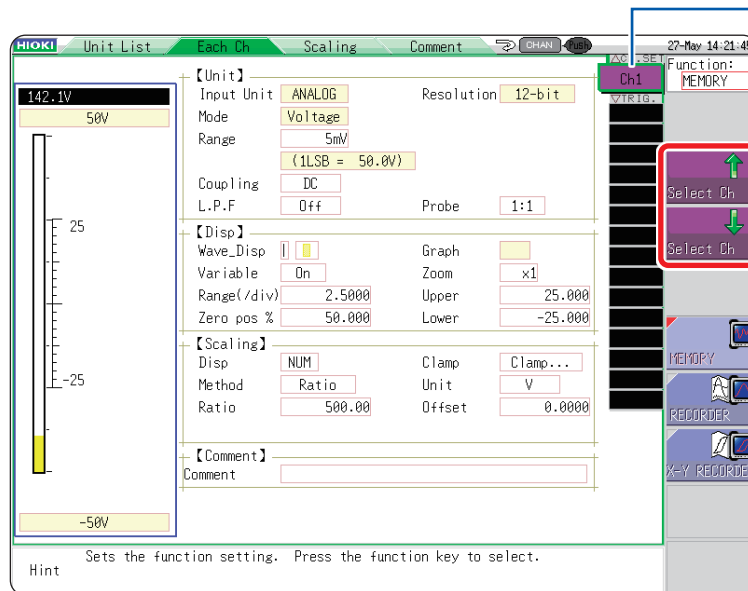 HIOKI Unit List Each Ch Scaling Comment CHAN Push 27-May 14:21:45
Function:
MEMORY
Ch1
▽TRIG.
142.1V
50V
25
-25
-50V
【Unit】
Input Unit ANALOG Resolution 12-bit
Mode Voltage
Range 5mV
(1LSB = 50.0V)
Coupling DC
L.P.F Off Probe 1:1
【Disp】
Wave_Disp Graph
Variable On Zoom ×1
Range(/div) 2.5000 Upper 25.000
Zero pos % 50.000 Lower -25.000
【Scaling】
Disp NUM Clamp Clamp...
Method Ratio Unit V
Ratio 500.00 Offset 0.0000
【Comment】
Comment
Select Ch
Select Ch
MEMORY
RECORDER
X-Y RECORDE
Hint Sets the function setting. Press the function key to select.